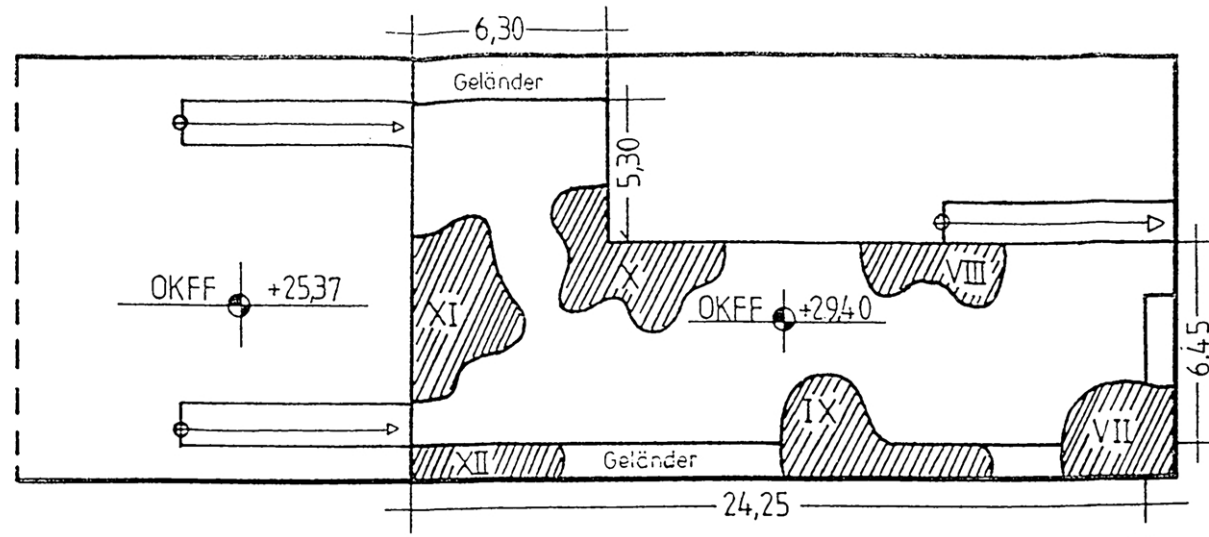 6,30
Geländer
5,30
OKFF +25,37
XI
X
VIII
OKFF +29,40
6,45
IX
VII
XII
Geländer
24,25